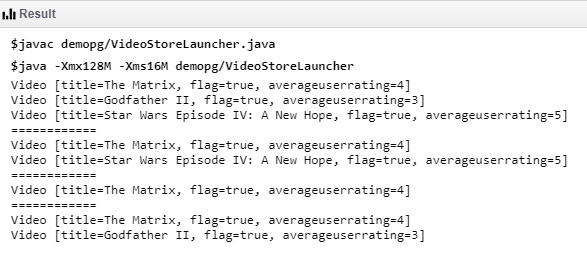 Result
$javac demopg/VideoStoreLauncher.java
$java -Xmx128M -Xms16M demopg/VideoStoreLauncher
Video [title=The Matrix, flag=true, averageuserrating=4]
Video [title=Godfather II, flag=true, averageuserrating=3]
Video [title=Star Wars Episode IV: A New Hope, flag=true, averageuserrating=5]
============
Video [title=The Matrix, flag=true, averageuserrating=4]
Video [title=Star Wars Episode IV: A New Hope, flag=true, averageuserrating=5]
============
Video [title=The Matrix, flag=true, averageuserrating=4]
============
Video [title=The Matrix, flag=true, averageuserrating=4]
Video [title=Godfather II, flag=true, averageuserrating=3]